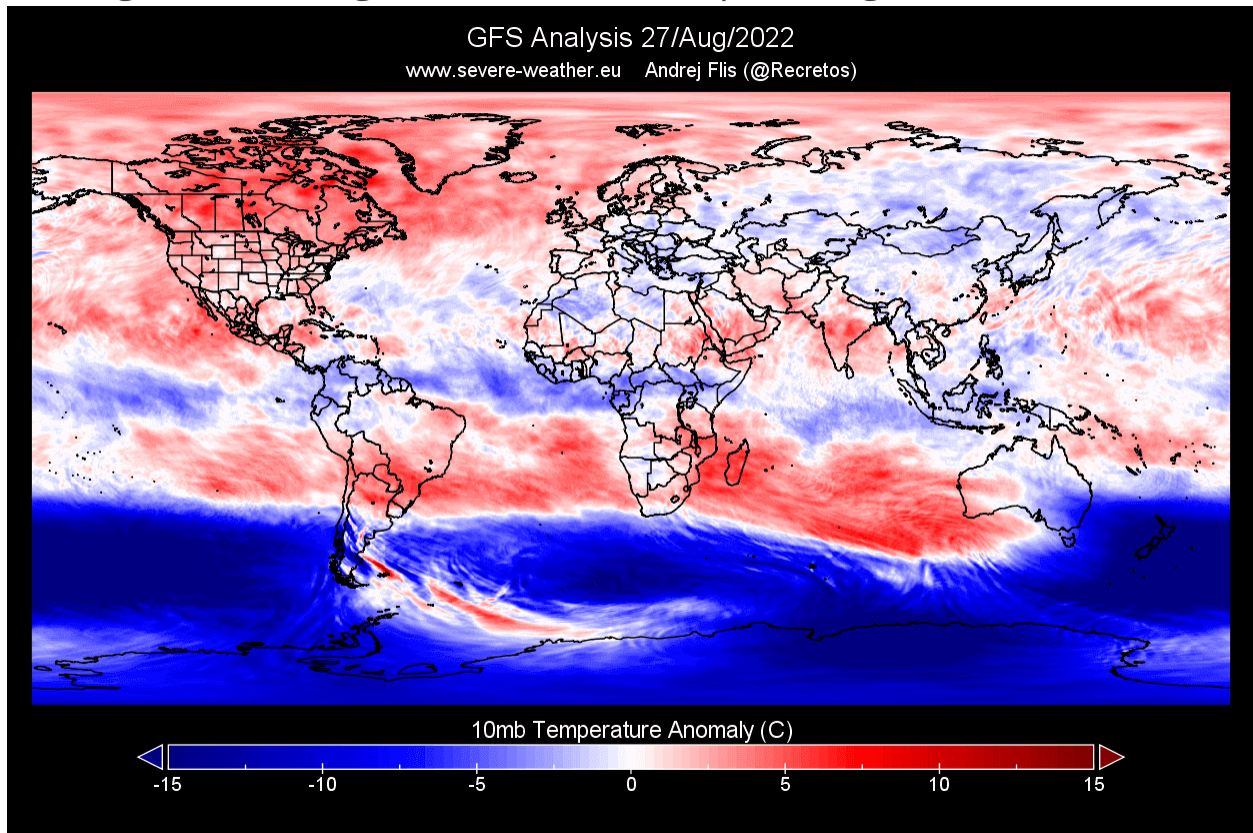 GFS Analysis 27/Aug/2022
www.severe-weather.eu Andrej Flis (@Recretos)
10mb Temperature Anomaly (C)
-15 -10 -5 0 5 10 15